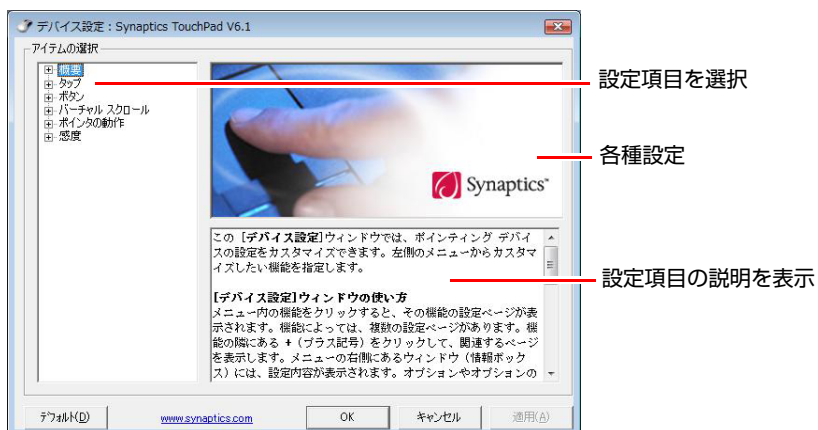 デバイス設定 : Synaptics TouchPad V6.1
アイテムの選択
概要
タップ
ボタン
バーチャル スクロール
ポインタの動作
感度
Synaptics™
この [デバイス設定]ウィンドウでは、ポインティング デバイ
スの設定をカスタマイズできます。左側のメニューからカスタマ
イズしたい機能を指定します。
[デバイス設定]ウィンドウの使い方
メニュー内の機能をクリックすると、その機能の設定ページが表
示されます。機能によっては、複数の設定ページがあります。機
能の隣にある + (プラス記号) をクリックして、関連するページ
を表示します。メニューの右側にあるウィンドウ (情報ボック
ス) には、設定内容が表示されます。オプションやオプションの
デフォルト(D)
www.synaptics.com
OK
キャンセル
適用(A)
設定項目を選択
各種設定
設定項目の説明を表示